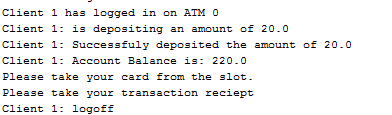 Client 1 has logged in on ATM 0
Client 1: is depositing an amount of 20.0
Client 1: Successfuly deposited the amount of 20.0
Client 1: Account Balance is: 220.0
Please take your card from the slot.
Please take your transaction reciept
Client 1: logoff